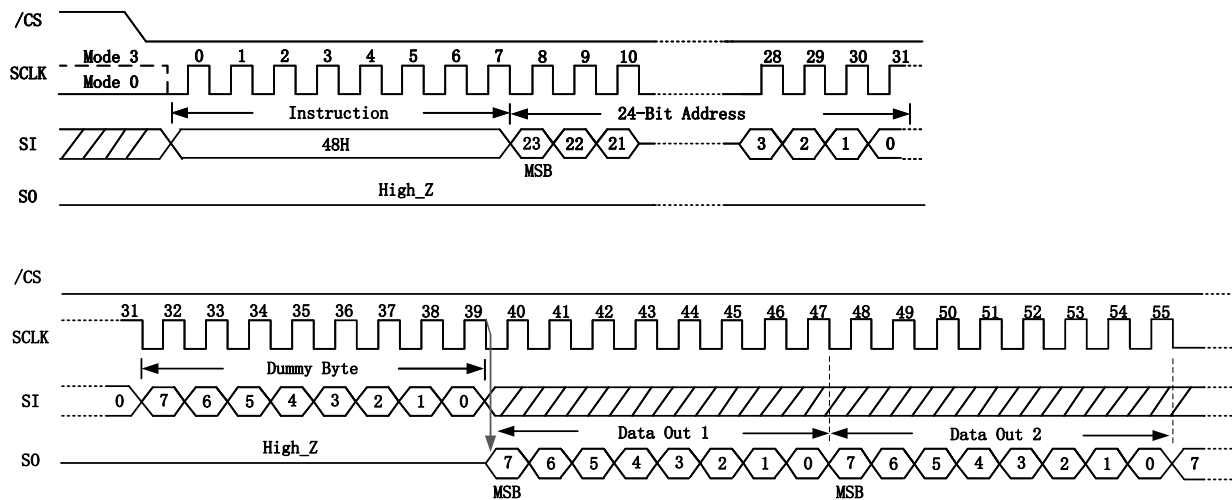 /CS
Mode 3 0 1 2 3 4 5 6 7 8 9 10 28 29 30 31
SCLK
Mode 0
Instruction 24-Bit Address
SI 48H 23 22 21 3 2 1 0
MSB
High_Z
SO
/CS
31 32 33 34 35 36 37 38 39 40 41 42 43 44 45 46 47 48 49 50 51 52 53 54 55
SCLK
Dummy Byte
SI 0 7 6 5 4 3 2 1 0
High_Z Data Out 1 Data Out 2
SO 7 6 5 4 3 2 1 0 7 6 5 4 3 2 1 0 7
MSB MSB